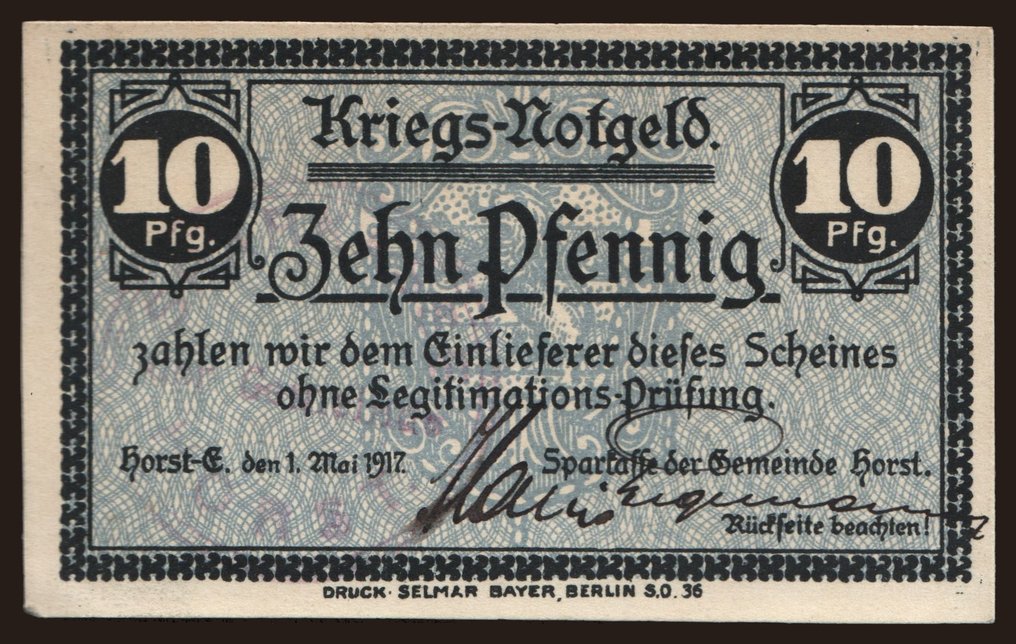 Kriegs-Notgeld.
10
Pfg.
10
Pfg.
Zehn Pfennig
zahlen wir dem Einlieferer dieses Scheines
ohne Legitimations-Prüfung.
Horst-E. den 1. Mai 1917.
Sparkasse der Gemeinde Horst.
Rückseite beachten!
DRUCK · SELMAR BAYER, BERLIN S.O. 36